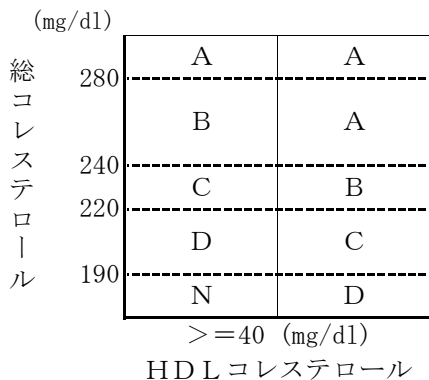 (mg/dl)
総コレステロール
A A
280
B A
240
C B
220
D C
190
N D
＞＝40 (mg/dl)
ＨＤＬコレステロール